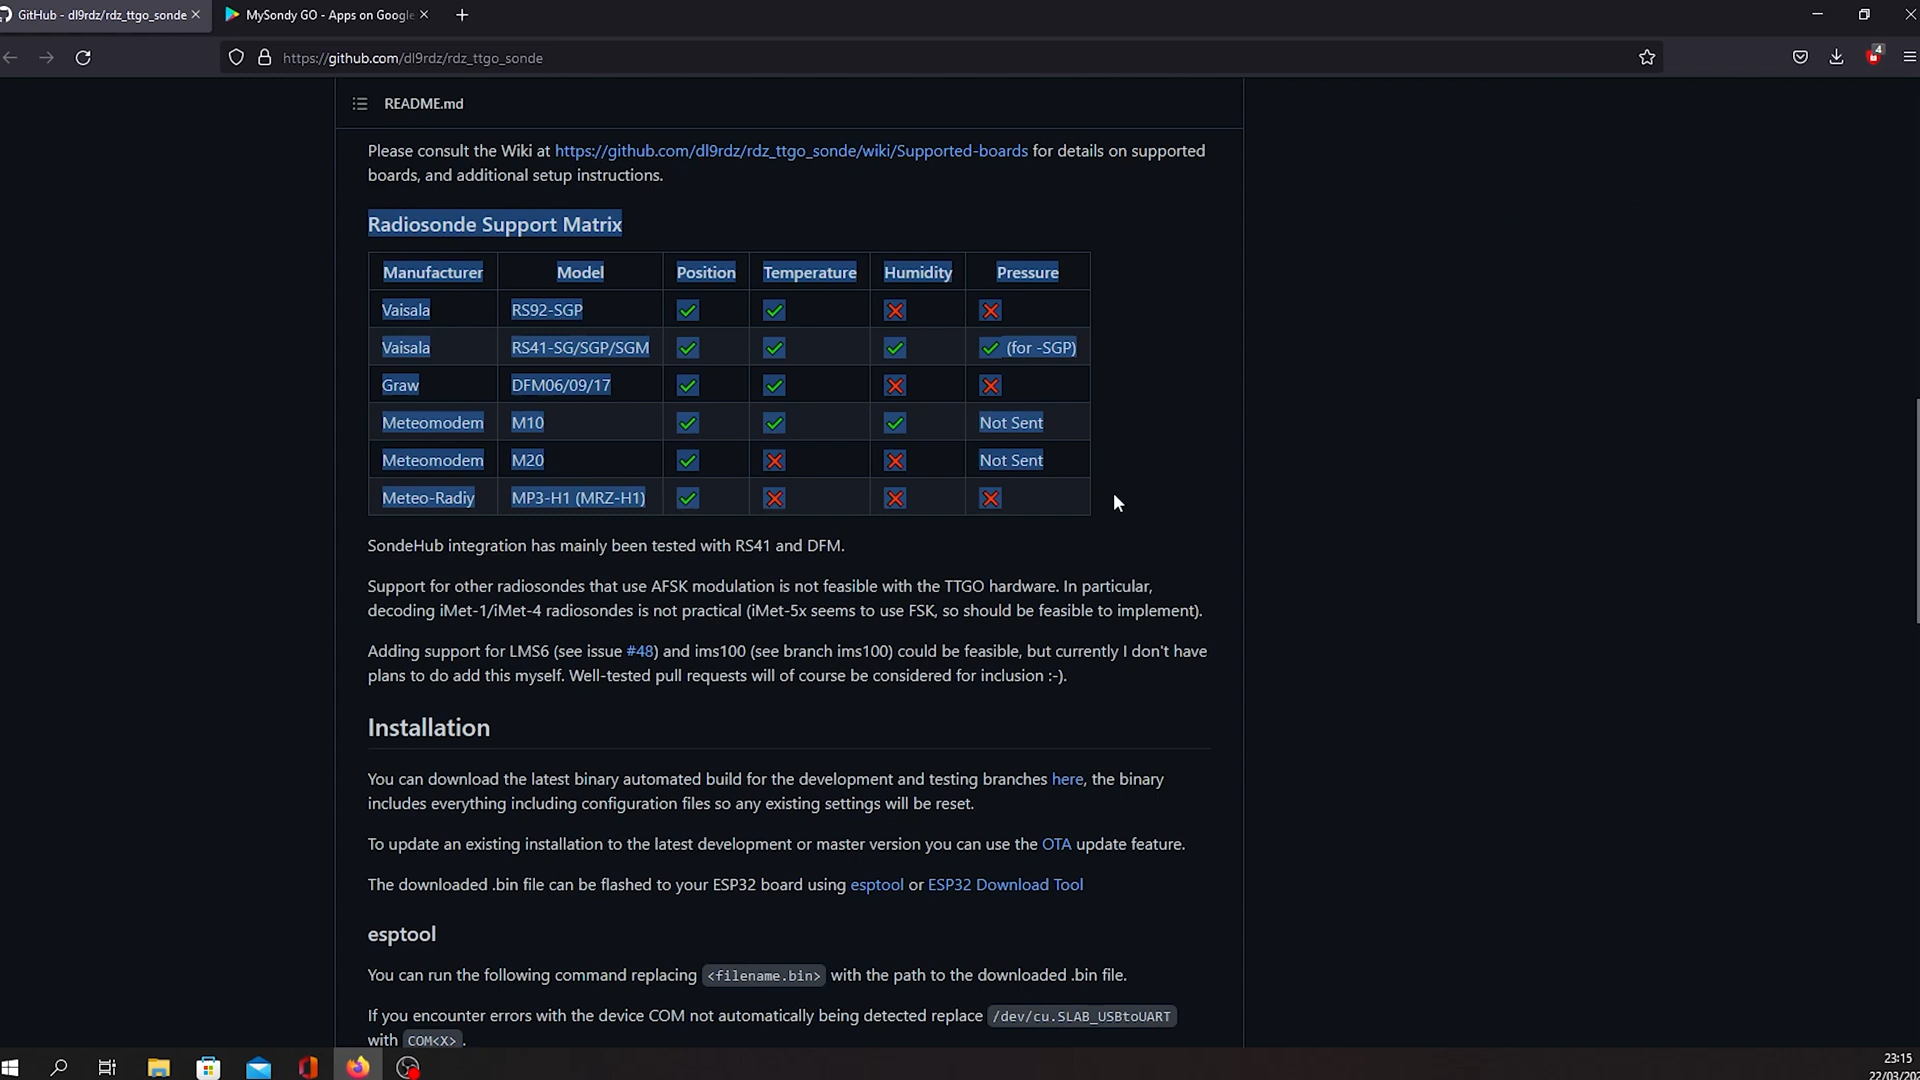 GitHub - dl9rdz/rdz_ttgo_sonde
MySondy GO - Apps on Google
https://github.com/dl9rdz/rdz_ttgo_sonde
4
README.md
Please consult the Wiki at https://github.com/dl9rdz/rdz_ttgo_sonde/wiki/Supported-boards for details on supported
boards, and additional setup instructions.
Radiosonde Support Matrix
Manufacturer Model Position Temperature Humidity Pressure
Vaisala RS92-SGP ✓ ✓ ❌ ❌
Vaisala RS41-SG/SGP/SGM ✓ ✓ ✓ ✓ (for -SGP)
Graw DFM06/09/17 ✓ ✓ ❌ ❌
Meteomodem M10 ✓ ✓ ✓ Not Sent
Meteomodem M20 ✓ ❌ ❌ Not Sent
Meteo-Radiy MP3-H1 (MRZ-H1) ✓ ❌ ❌ ❌
SondeHub integration has mainly been tested with RS41 and DFM.
Support for other radiosondes that use AFSK modulation is not feasible with the TTGO hardware. In particular,
decoding iMet-1/iMet-4 radiosondes is not practical (iMet-5x seems to use FSK, so should be feasible to implement).
Adding support for LMS6 (see issue #48) and ims100 (see branch ims100) could be feasible, but currently I don't have
plans to do add this myself. Well-tested pull requests will of course be considered for inclusion :-).
Installation
You can download the latest binary automated build for the development and testing branches here, the binary
includes everything including configuration files so any existing settings will be reset.
To update an existing installation to the latest development or master version you can use the OTA update feature.
The downloaded .bin file can be flashed to your ESP32 board using esptool or ESP32 Download Tool
esptool
You can run the following command replacing <filename.bin> with the path to the downloaded .bin file.
If you encounter errors with the device COM not automatically being detected replace /dev/cu.SLAB_USBtoUART
with COM<X>.
23:15
22/03/202